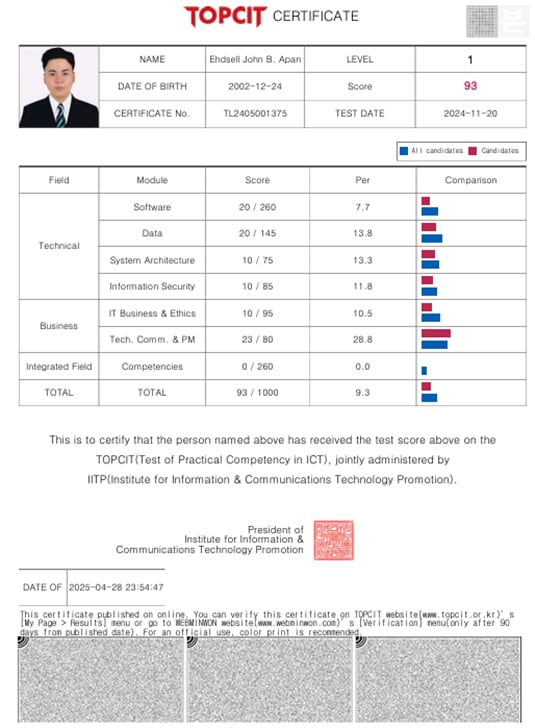 TOPCIT CERTIFICATE
NAME Ehdsell John B. Apan LEVEL 1
DATE OF BIRTH 2002-12-24 Score 93
CERTIFICATE No. TL2405001375 TEST DATE 2024-11-20
All candidates Candidates
Field Module Score Per Comparison
Technical Software 20 / 260 7.7
Data 20 / 145 13.8
System Architecture 10 / 75 13.3
Information Security 10 / 85 11.8
Business IT Business & Ethics 10 / 95 10.5
Tech. Comm. & PM 23 / 80 28.8
Integrated Field Competencies 0 / 260 0.0
TOTAL TOTAL 93 / 1000 9.3
This is to certify that the person named above has received the test score above on the
TOPCIT(Test of Practical Competency in ICT), jointly administered by
IITP(Institute for Information & Communications Technology Promotion).
President of
Institute for Information &
Communications Technology Promotion
DATE OF 2025-04-28 23:54:47
This certificate published on online. You can verify this certificate on TOPCIT website(www.topcit.or.kr)'s
[My Page > Results] menu or go to WEBMINWON website(www.webminwon.com)'s [Verification] menu(only after 90
days from published date). For an official use, color print is recommended.